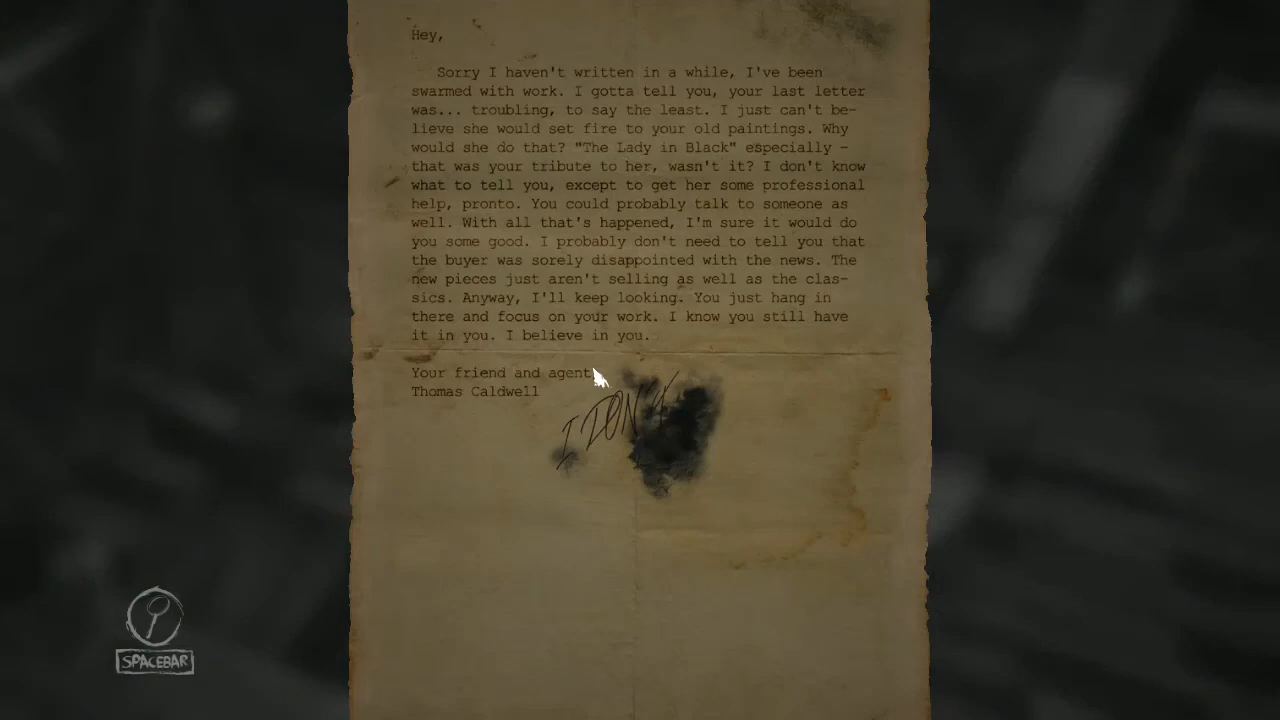 Hey,
Sorry I haven't written in a while, I've been
swarmed with work. I gotta tell you, your last letter
was... troubling, to say the least. I just can't be-
lieve she would set fire to your old paintings. Why
would she do that? "The Lady in Black" especially -
that was your tribute to her, wasn't it? I don't know
what to tell you, except to get her some professional
help, pronto. You could probably talk to someone as
well. With all that's happened, I'm sure it would do
you some good. I probably don't need to tell you that
the buyer was sorely disappointed with the news. The
new pieces just aren't selling as well as the clas-
sics. Anyway, I'll keep looking. You just hang in
there and focus on your work. I know you still have
it in you. I believe in you.
Your friend and agent
Thomas Caldwell
I DON'T
SPACEBAR